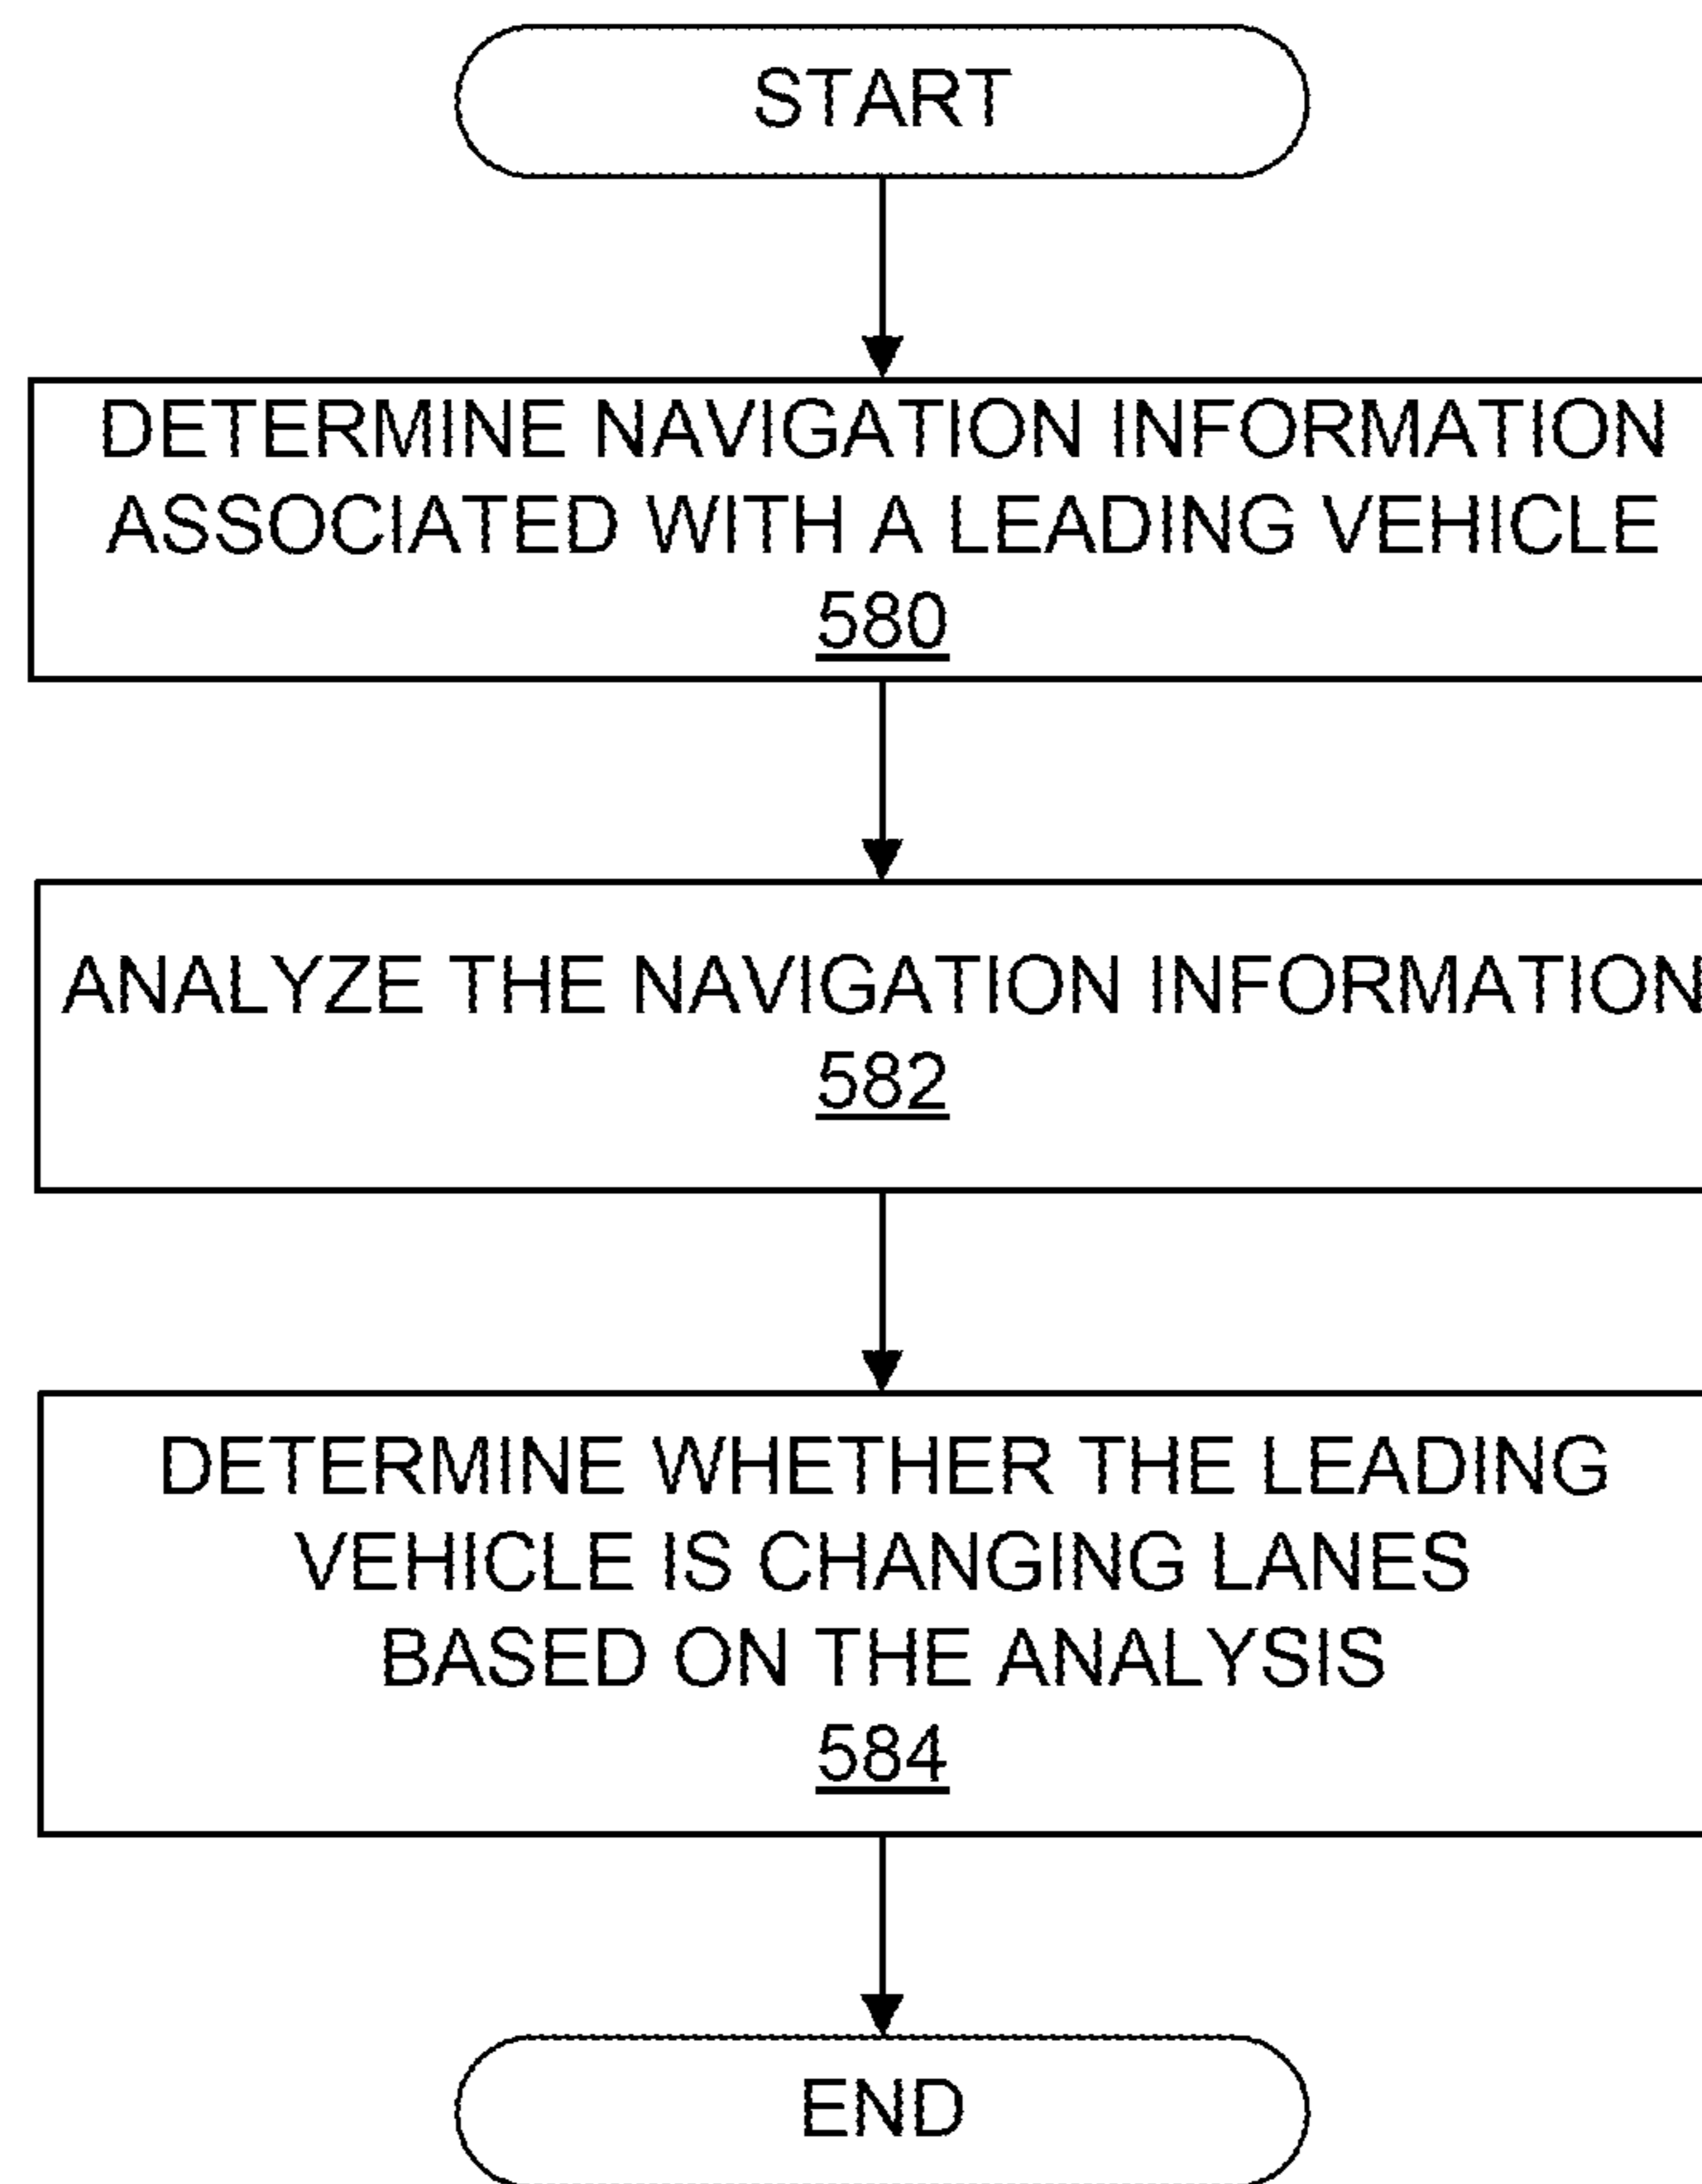 START
DETERMINE NAVIGATION INFORMATION
ASSOCIATED WITH A LEADING VEHICLE
580
ANALYZE THE NAVIGATION INFORMATION
582
DETERMINE WHETHER THE LEADING
VEHICLE IS CHANGING LANES
BASED ON THE ANALYSIS
584
END